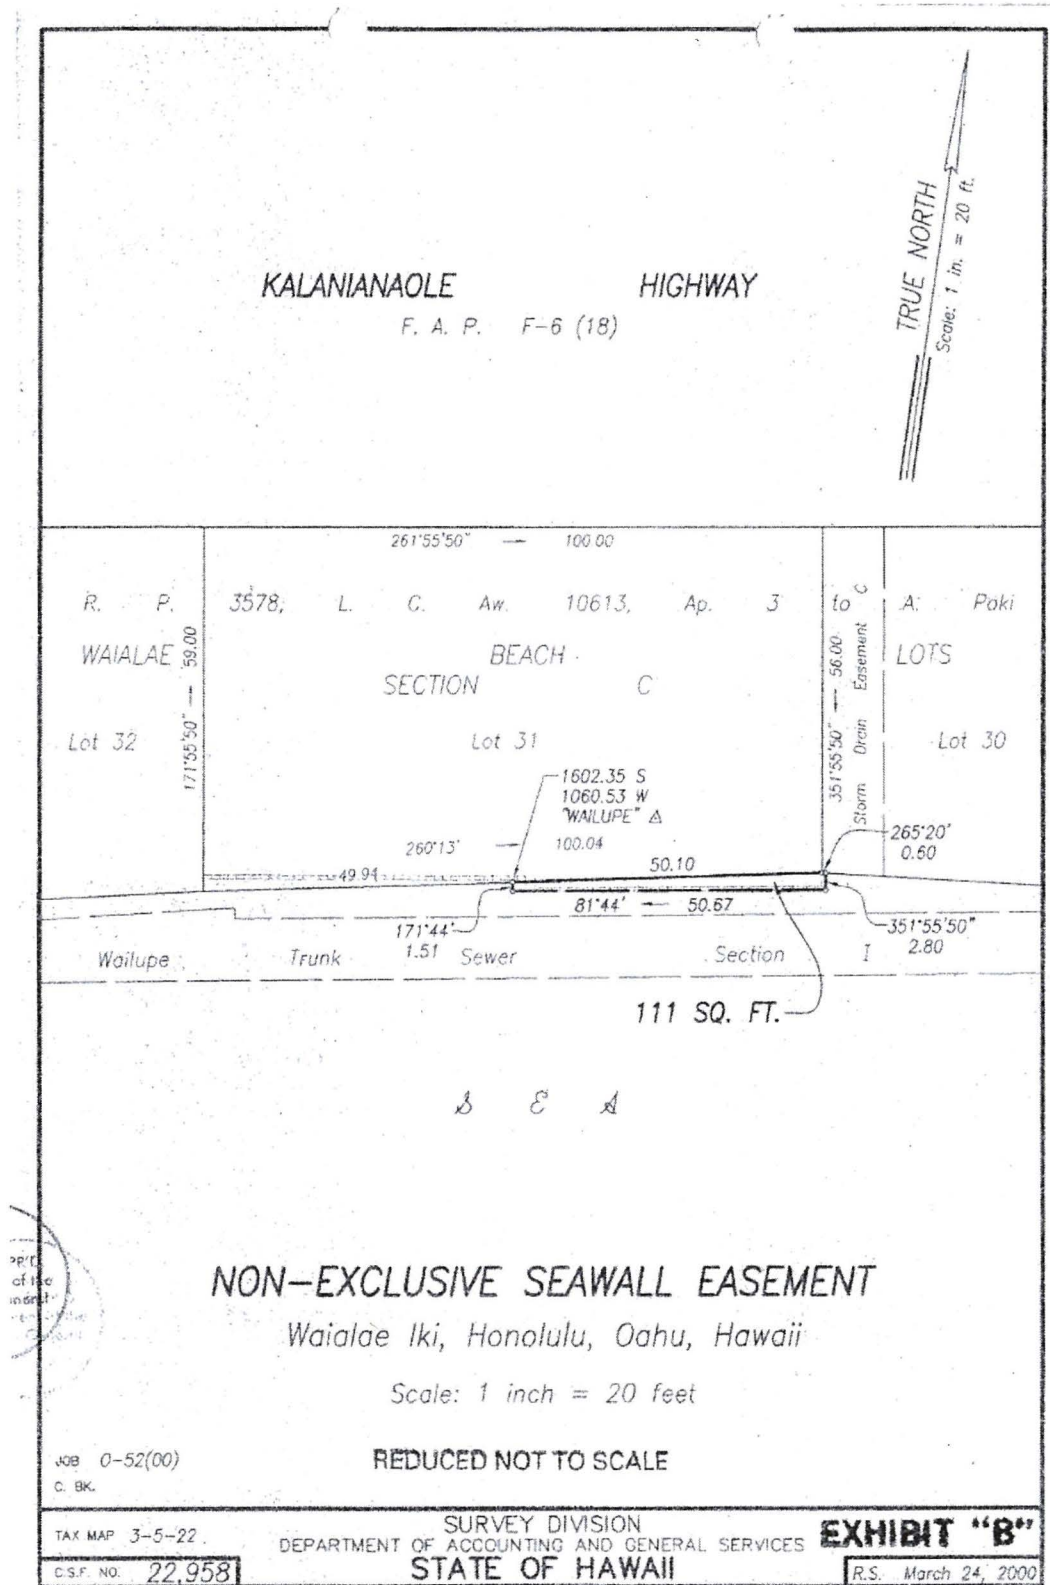 TRUE NORTH
Scale: 1 in. = 20 ft.
KALANIANAOLE HIGHWAY
F. A. P. F-6 (18)
261°55'50" 100.00
R. P. 3578, L. C. Aw. 10613, Ap. 3 to A. Paki
WAIALAE BEACH LOTS
SECTION C
171°55'50" 59.00
351°55'50" 56.00
Storm Drain Easement C
Lot 32 Lot 31 Lot 30
1602.35 S
1060.53 W
"WAILUPE" Δ
260°13' 100.04
265°20'
0.60
49.94 50.10
81°44' 50.67
171°44'
1.51
351°55'50"
2.80
Wailupe Trunk Sewer Section I
111 SQ. FT.
S E A
of the
NON-EXCLUSIVE SEAWALL EASEMENT
Waialae Iki, Honolulu, Oahu, Hawaii
Scale: 1 inch = 20 feet
JOB O-52(00)
C. BK.
REDUCED NOT TO SCALE
TAX MAP 3-5-22
C.S.F. NO. 22,958
SURVEY DIVISION
DEPARTMENT OF ACCOUNTING AND GENERAL SERVICES
STATE OF HAWAII
EXHIBIT "B"
R.S. March 24, 2000